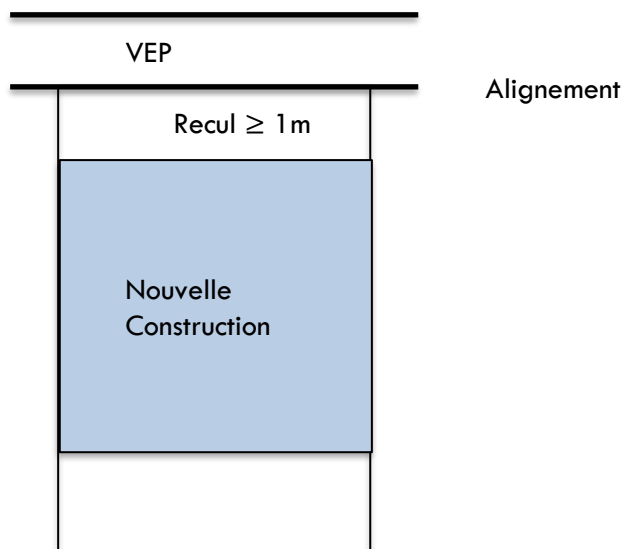 VEP
Alignement
Recul ≥ 1m
Nouvelle
Construction